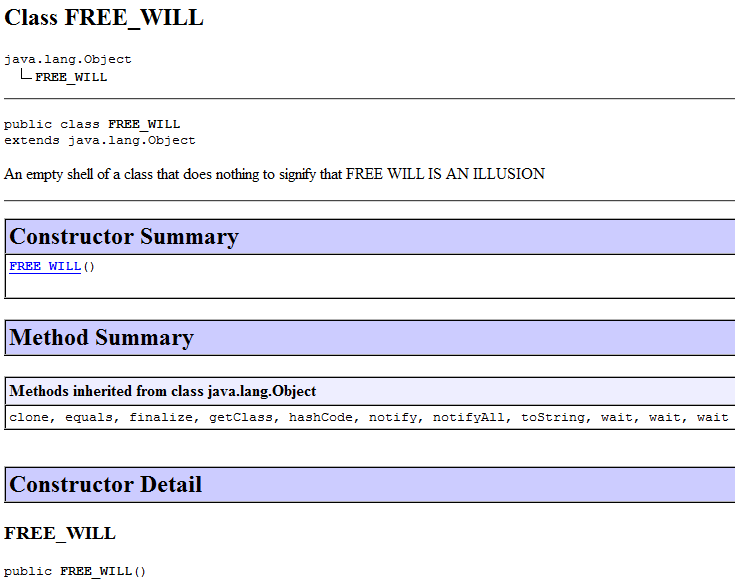 Class FREE_WILL
java.lang.Object
FREE_WILL
public class FREE_WILL
extends java.lang.Object
An empty shell of a class that does nothing to signify that FREE WILL IS AN ILLUSION
Constructor Summary
FREE_WILL()
Method Summary
Methods inherited from class java.lang.Object
clone, equals, finalize, getClass, hashCode, notify, notifyAll, toString, wait, wait, wait
Constructor Detail
FREE_WILL
public FREE_WILL()